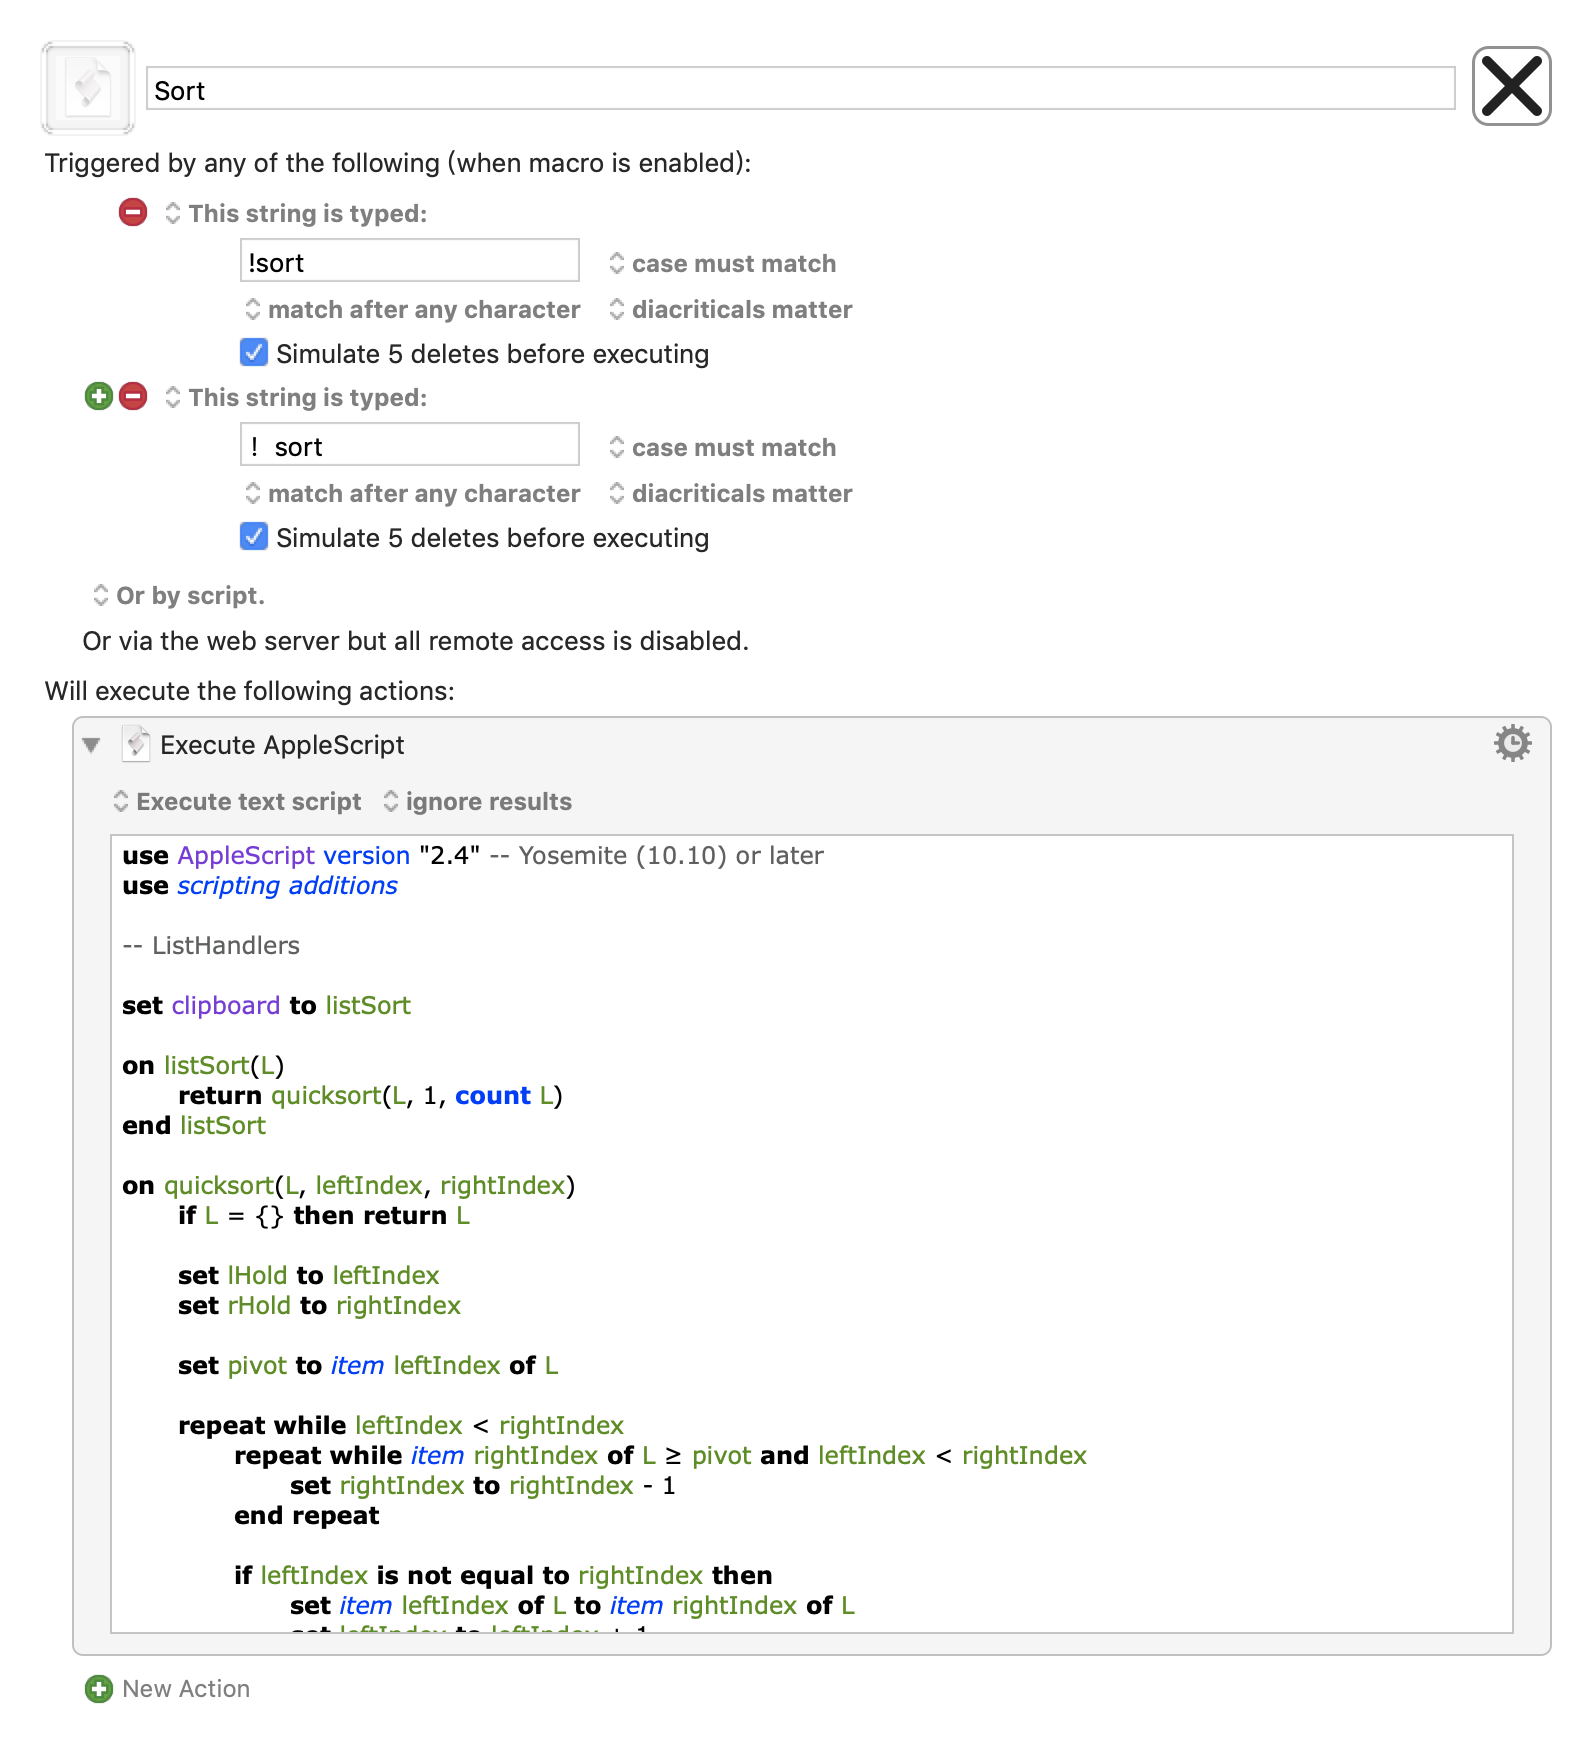 Sort
Triggered by any of the following (when macro is enabled):
This string is typed:
!sort case must match
match after any character diacriticals matter
Simulate 5 deletes before executing
This string is typed:
! sort case must match
match after any character diacriticals matter
Simulate 5 deletes before executing
Or by script.
Or via the web server but all remote access is disabled.
Will execute the following actions:
Execute AppleScript
Execute text script ignore results
use AppleScript version "2.4" -- Yosemite (10.10) or later
use scripting additions
-- ListHandlers
set clipboard to listSort
on listSort(L)
return quicksort(L, 1, count L)
end listSort
on quicksort(L, leftIndex, rightIndex)
if L = {} then return L
set lHold to leftIndex
set rHold to rightIndex
set pivot to item leftIndex of L
repeat while leftIndex < rightIndex
repeat while item rightIndex of L ≥ pivot and leftIndex < rightIndex
set rightIndex to rightIndex - 1
end repeat
if leftIndex is not equal to rightIndex then
set item leftIndex of L to item rightIndex of L
set leftIndex to leftIndex + 1
New Action